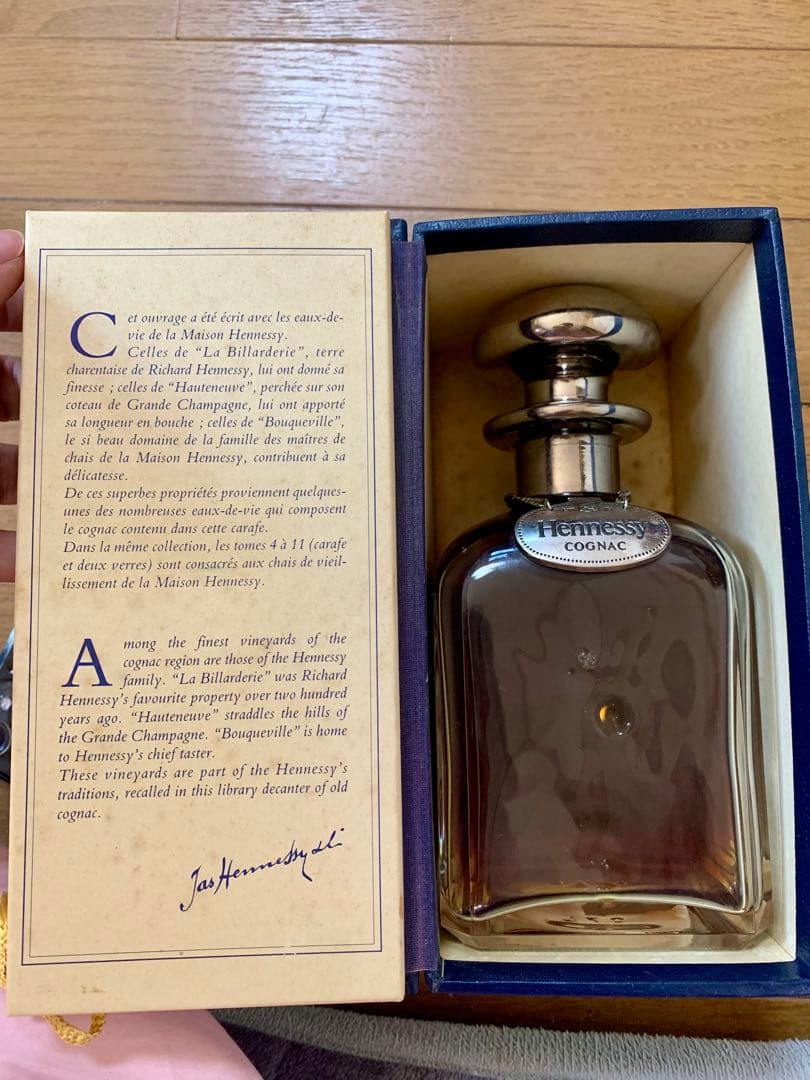 Cet ouvrage a été écrit avec les eaux-de-
vie de la Maison Hennessy.
Celles de “La Billarderie”, terre
charentaise de Richard Hennessy, lui ont donné sa
finesse ; celles de “Hauteneuve”, perchée sur son
coteau de Grande Champagne, lui ont apporté
sa longueur en bouche ; celles de “Bouqueville”,
le si beau domaine de la famille des maîtres de
chais de la Maison Hennessy, contribuent à sa
délicatesse.
De ces superbes propriétés proviennent quelques-
unes des nombreuses eaux-de-vie qui composent
le cognac contenu dans cette carafe.
Dans la même collection, les tomes 4 à 11 (carafe
et deux verres) sont consacrés aux chais de vieil-
lissement de la Maison Hennessy.
Among the finest vineyards of the
cognac region are those of the Hennessy
family. “La Billarderie” was Richard
Hennessy's favourite property over two hundred
years ago. “Hauteneuve” straddles the hills of
the Grande Champagne. “Bouqueville” is home
to Hennessy's chief taster.
These vineyards are part of the Hennessy's
traditions, recalled in this library decanter of old
cognac.
Jas Hennessy
Hennessy
COGNAC